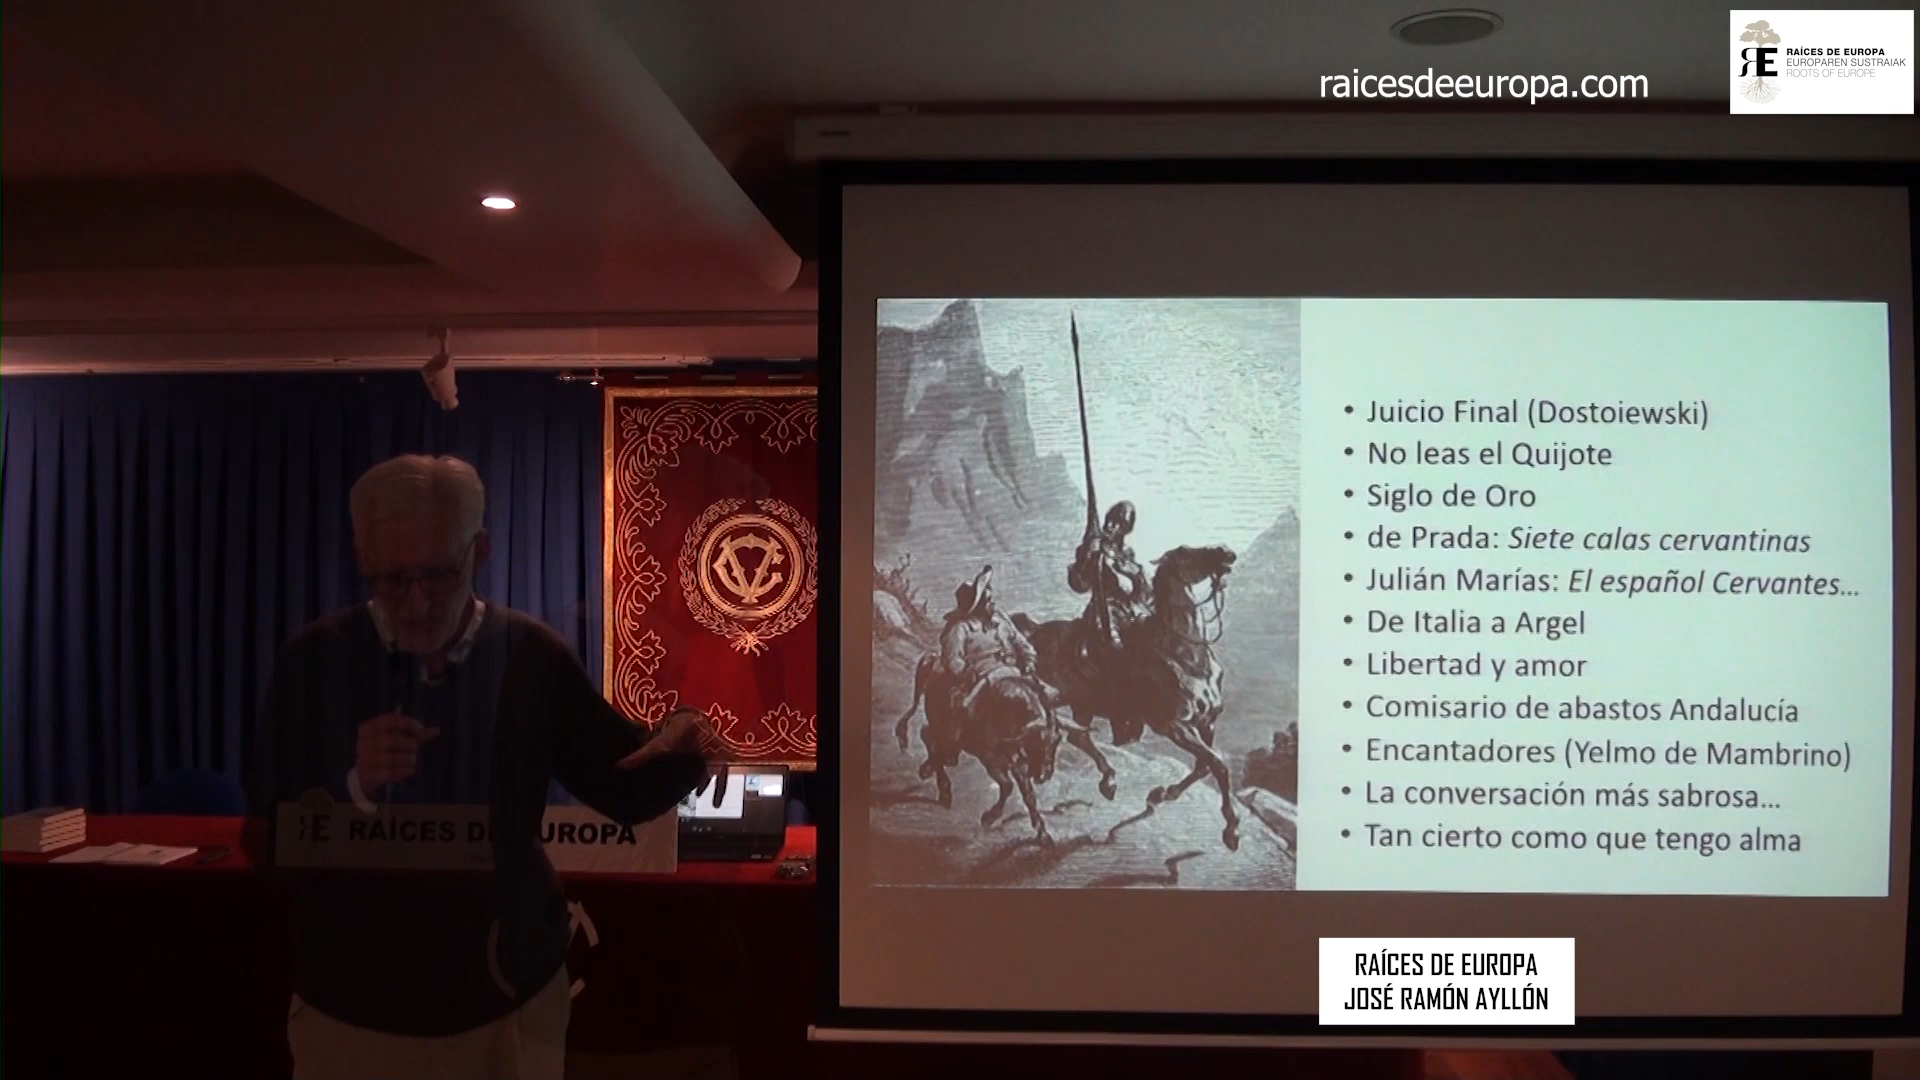 raicesdeeuropa.com
RAÍCES DE EUROPA
EUROPAREN SUSTRAIAK
ROOTS OF EUROPE
• Juicio Final (Dostoiewski)
• No leas el Quijote
• Siglo de Oro
• de Prada: Siete calas cervantinas
• Julián Marías: El español Cervantes...
• De Italia a Argel
• Libertad y amor
• Comisario de abastos Andalucía
• Encantadores (Yelmo de Mambrino)
• La conversación más sabrosa...
• Tan cierto como que tengo alma
RAÍCES DE EUROPA
RAÍCES DE EUROPA
JOSÉ RAMÓN AYLLÓN